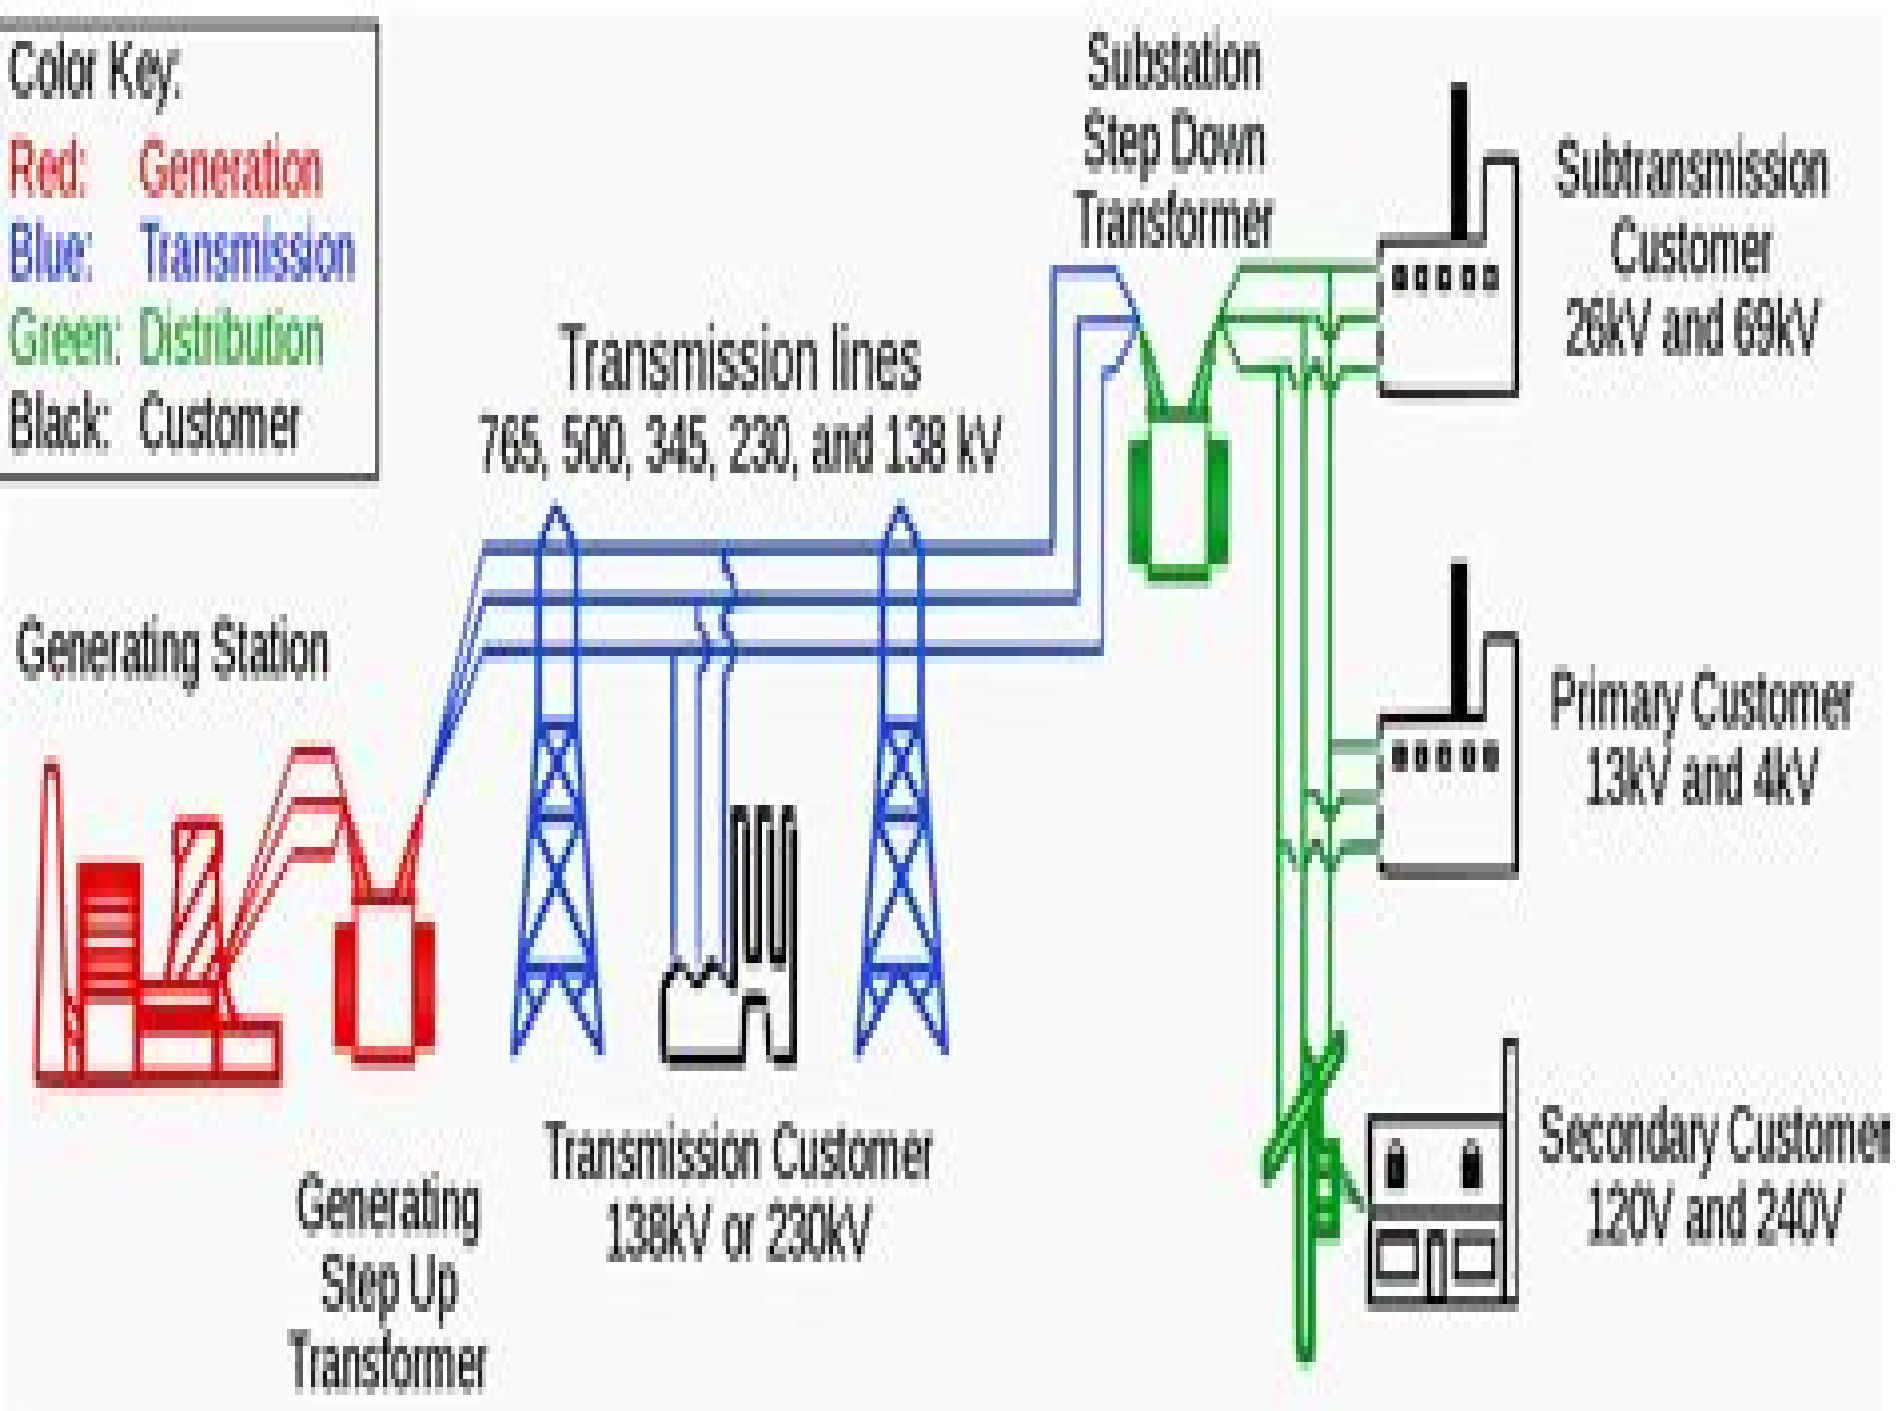 Color Key:
Red: Generation
Blue: Transmission
Green: Distribution
Black: Customer
Substation
Step Down
Transformer
Subtransmission
Customer
26kV and 69kV
Transmission lines
765, 500, 345, 230, and 138 kV
Generating Station
Primary Customer
13kV and 4kV
Transmission Customer
138kV or 230kV
Generating
Step Up
Transformer
Secondary Customer
120V and 240V